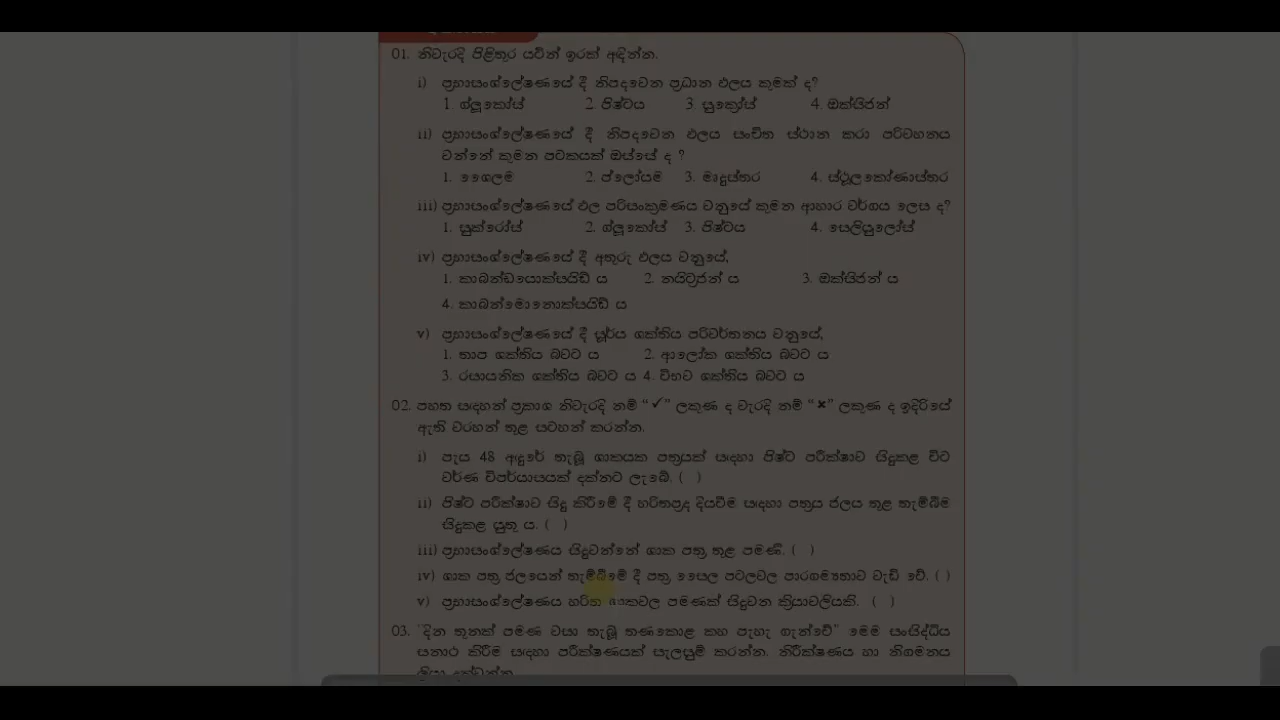 01. නිවැරදි පිළිතුර යටින් ඉරක් අඳින්න.
i) ප්‍රභාසංශ්ලේෂණයේ දී නිපදවෙන ප්‍රධාන ඵලය කුමක් ද?
1. ග්ලූකෝස් 2. පිෂ්ටය 3. සුක්‍රෝස් 4. ඔක්සිජන්
ii) ප්‍රභාසංශ්ලේෂණයේ දී නිපදවෙන ඵලය සංචිත ස්ථාන කරා පරිවහනය
වන්නේ කුමන පටකයක් ඔස්සේ ද ?
1. ශෛලම 2. ප්ලෝයම 3. මෘදුස්තර 4. ස්ථූලකෝණාස්තර
iii) ප්‍රභාසංශ්ලේෂණයේ ඵල පරිසංක්‍රමණය වනුයේ කුමන ආහාර වර්ගය ලෙස ද?
1. සුක්රෝස් 2. ග්ලූකෝස් 3. පිෂ්ටය 4. සෙලියුලෝස්
iv) ප්‍රභාසංශ්ලේෂණයේ දී අතුරු ඵලය වනුයේ,
1. කාබන්ඩයොක්සයිඩ් ය 2. නයිට්‍රජන් ය 3. ඔක්සිජන් ය
4. කාබන්මොනොක්සයිඩ් ය
v) ප්‍රභාසංශ්ලේෂණයේ දී සූර්ය ශක්තිය පරිවර්තනය වනුයේ,
1. තාප ශක්තිය බවට ය 2. ආලෝක ශක්තිය බවට ය
3. රසායනික ශක්තිය බවට ය 4. විභව ශක්තිය බවට ය
02. පහත සඳහන් ප්‍රකාශ නිවැරදි නම් “ ✓ ” ලකුණ ද වැරදි නම් “ × ” ලකුණ ද ඉදිරියේ
ඇති වරහන් තුළ සටහන් කරන්න.
i) පැය 48 අඳුරේ තැබූ ශාකයක පත්‍රයක් සඳහා පිෂ්ට පරීක්ෂාව සිදුකළ විට
වර්ණ විපර්යාසයක් දක්නට ලැබේ. ( )
ii) පිෂ්ට පරීක්ෂාව සිදු කිරීමේ දී හරිතප්‍රද දියවීම සඳහා පත්‍රය ජලය තුළ තැම්බීම
සිදුකළ යුතු ය. ( )
iii) ප්‍රභාසංශ්ලේෂණය සිදුවන්නේ ශාක පත්‍ර තුළ පමණි. ( )
iv) ශාක පත්‍ර ජලයෙන් තැම්බීමේ දී පත්‍ර සෛල පටලවල පාරගම්‍යතාව වැඩි වේ. ( )
v) ප්‍රභාසංශ්ලේෂණය හරිත ශාකවල පමණක් සිදුවන ක්‍රියාවලියකි. ( )
03. "දින තුනක් පමණ වසා තැබූ තණකොළ කහ පැහැ ගැන්වේ" මෙම සංසිද්ධිය
සනාථ කිරීම සඳහා පරීක්ෂණයක් සැලසුම් කරන්න. නිරීක්ෂණය හා නිගමනය
ලියා දක්වන්න.